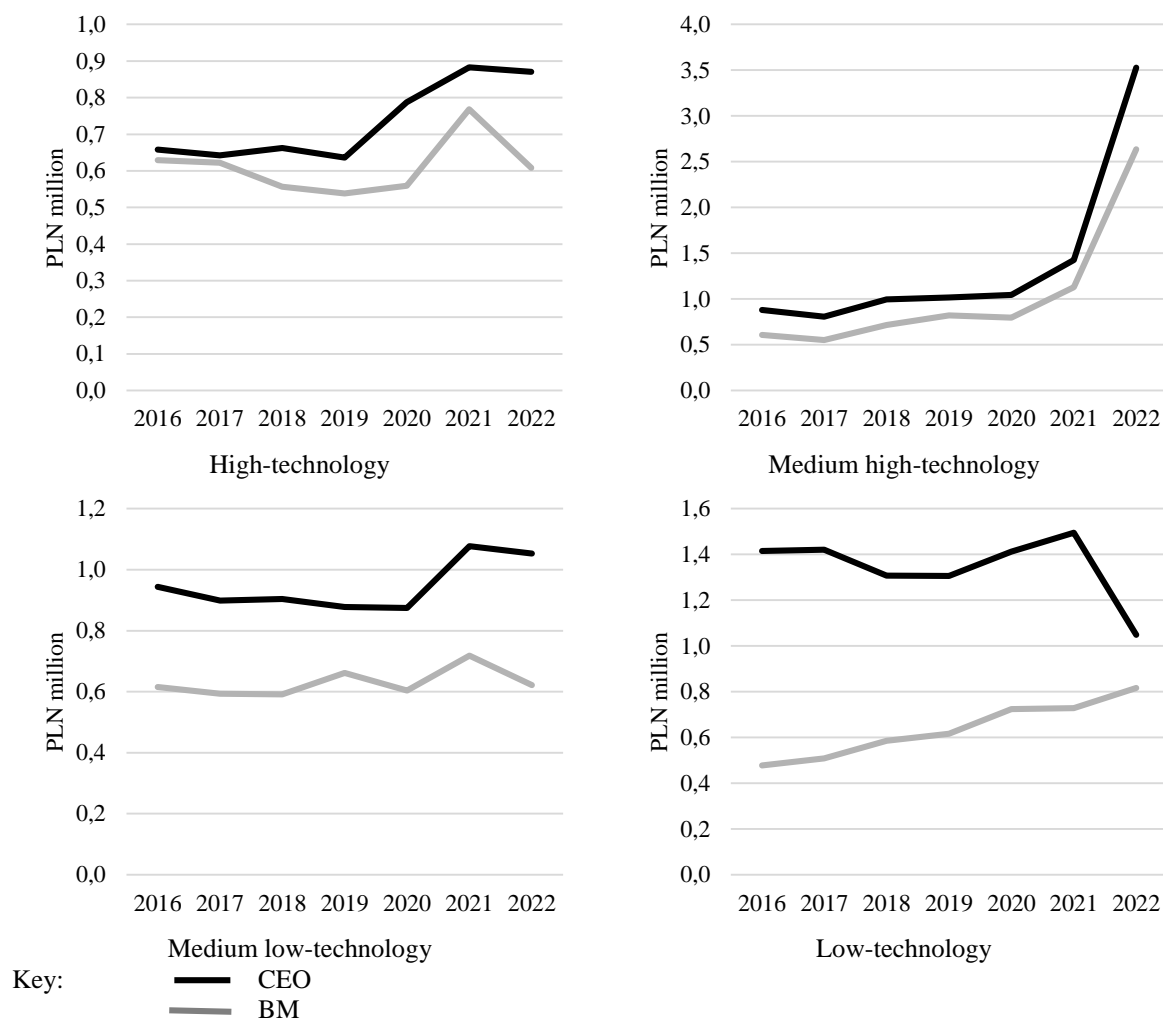 1,0
0,9
0,8
0,7
0,6
0,5
0,4
0,3
0,2
0,1
0,0
PLN million
2016 2017 2018 2019 2020 2021 2022
High-technology
4,0
3,5
3,0
2,5
2,0
1,5
1,0
0,5
0,0
PLN million
2016 2017 2018 2019 2020 2021 2022
Medium high-technology
1,2
1,0
0,8
0,6
0,4
0,2
0,0
PLN million
2016 2017 2018 2019 2020 2021 2022
Medium low-technology
1,6
1,4
1,2
1,0
0,8
0,6
0,4
0,2
0,0
PLN million
2016 2017 2018 2019 2020 2021 2022
Low-technology
Key:
CEO
BM